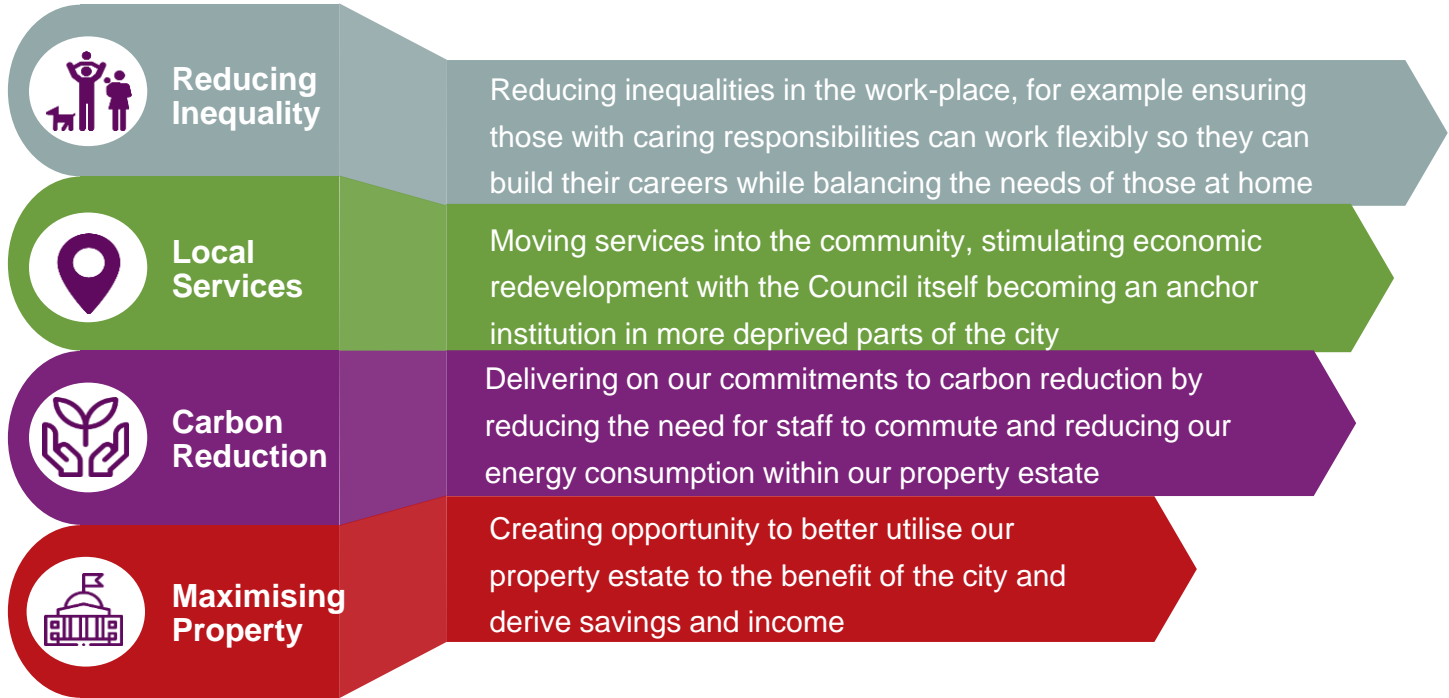 Reducing
Inequality
Reducing inequalities in the work-place, for example ensuring
those with caring responsibilities can work flexibly so they can
build their careers while balancing the needs of those at home
Local
Services
Moving services into the community, stimulating economic
redevelopment with the Council itself becoming an anchor
institution in more deprived parts of the city
Carbon
Reduction
Delivering on our commitments to carbon reduction by
reducing the need for staff to commute and reducing our
energy consumption within our property estate
Maximising
Property
Creating opportunity to better utilise our
property estate to the benefit of the city and
derive savings and income